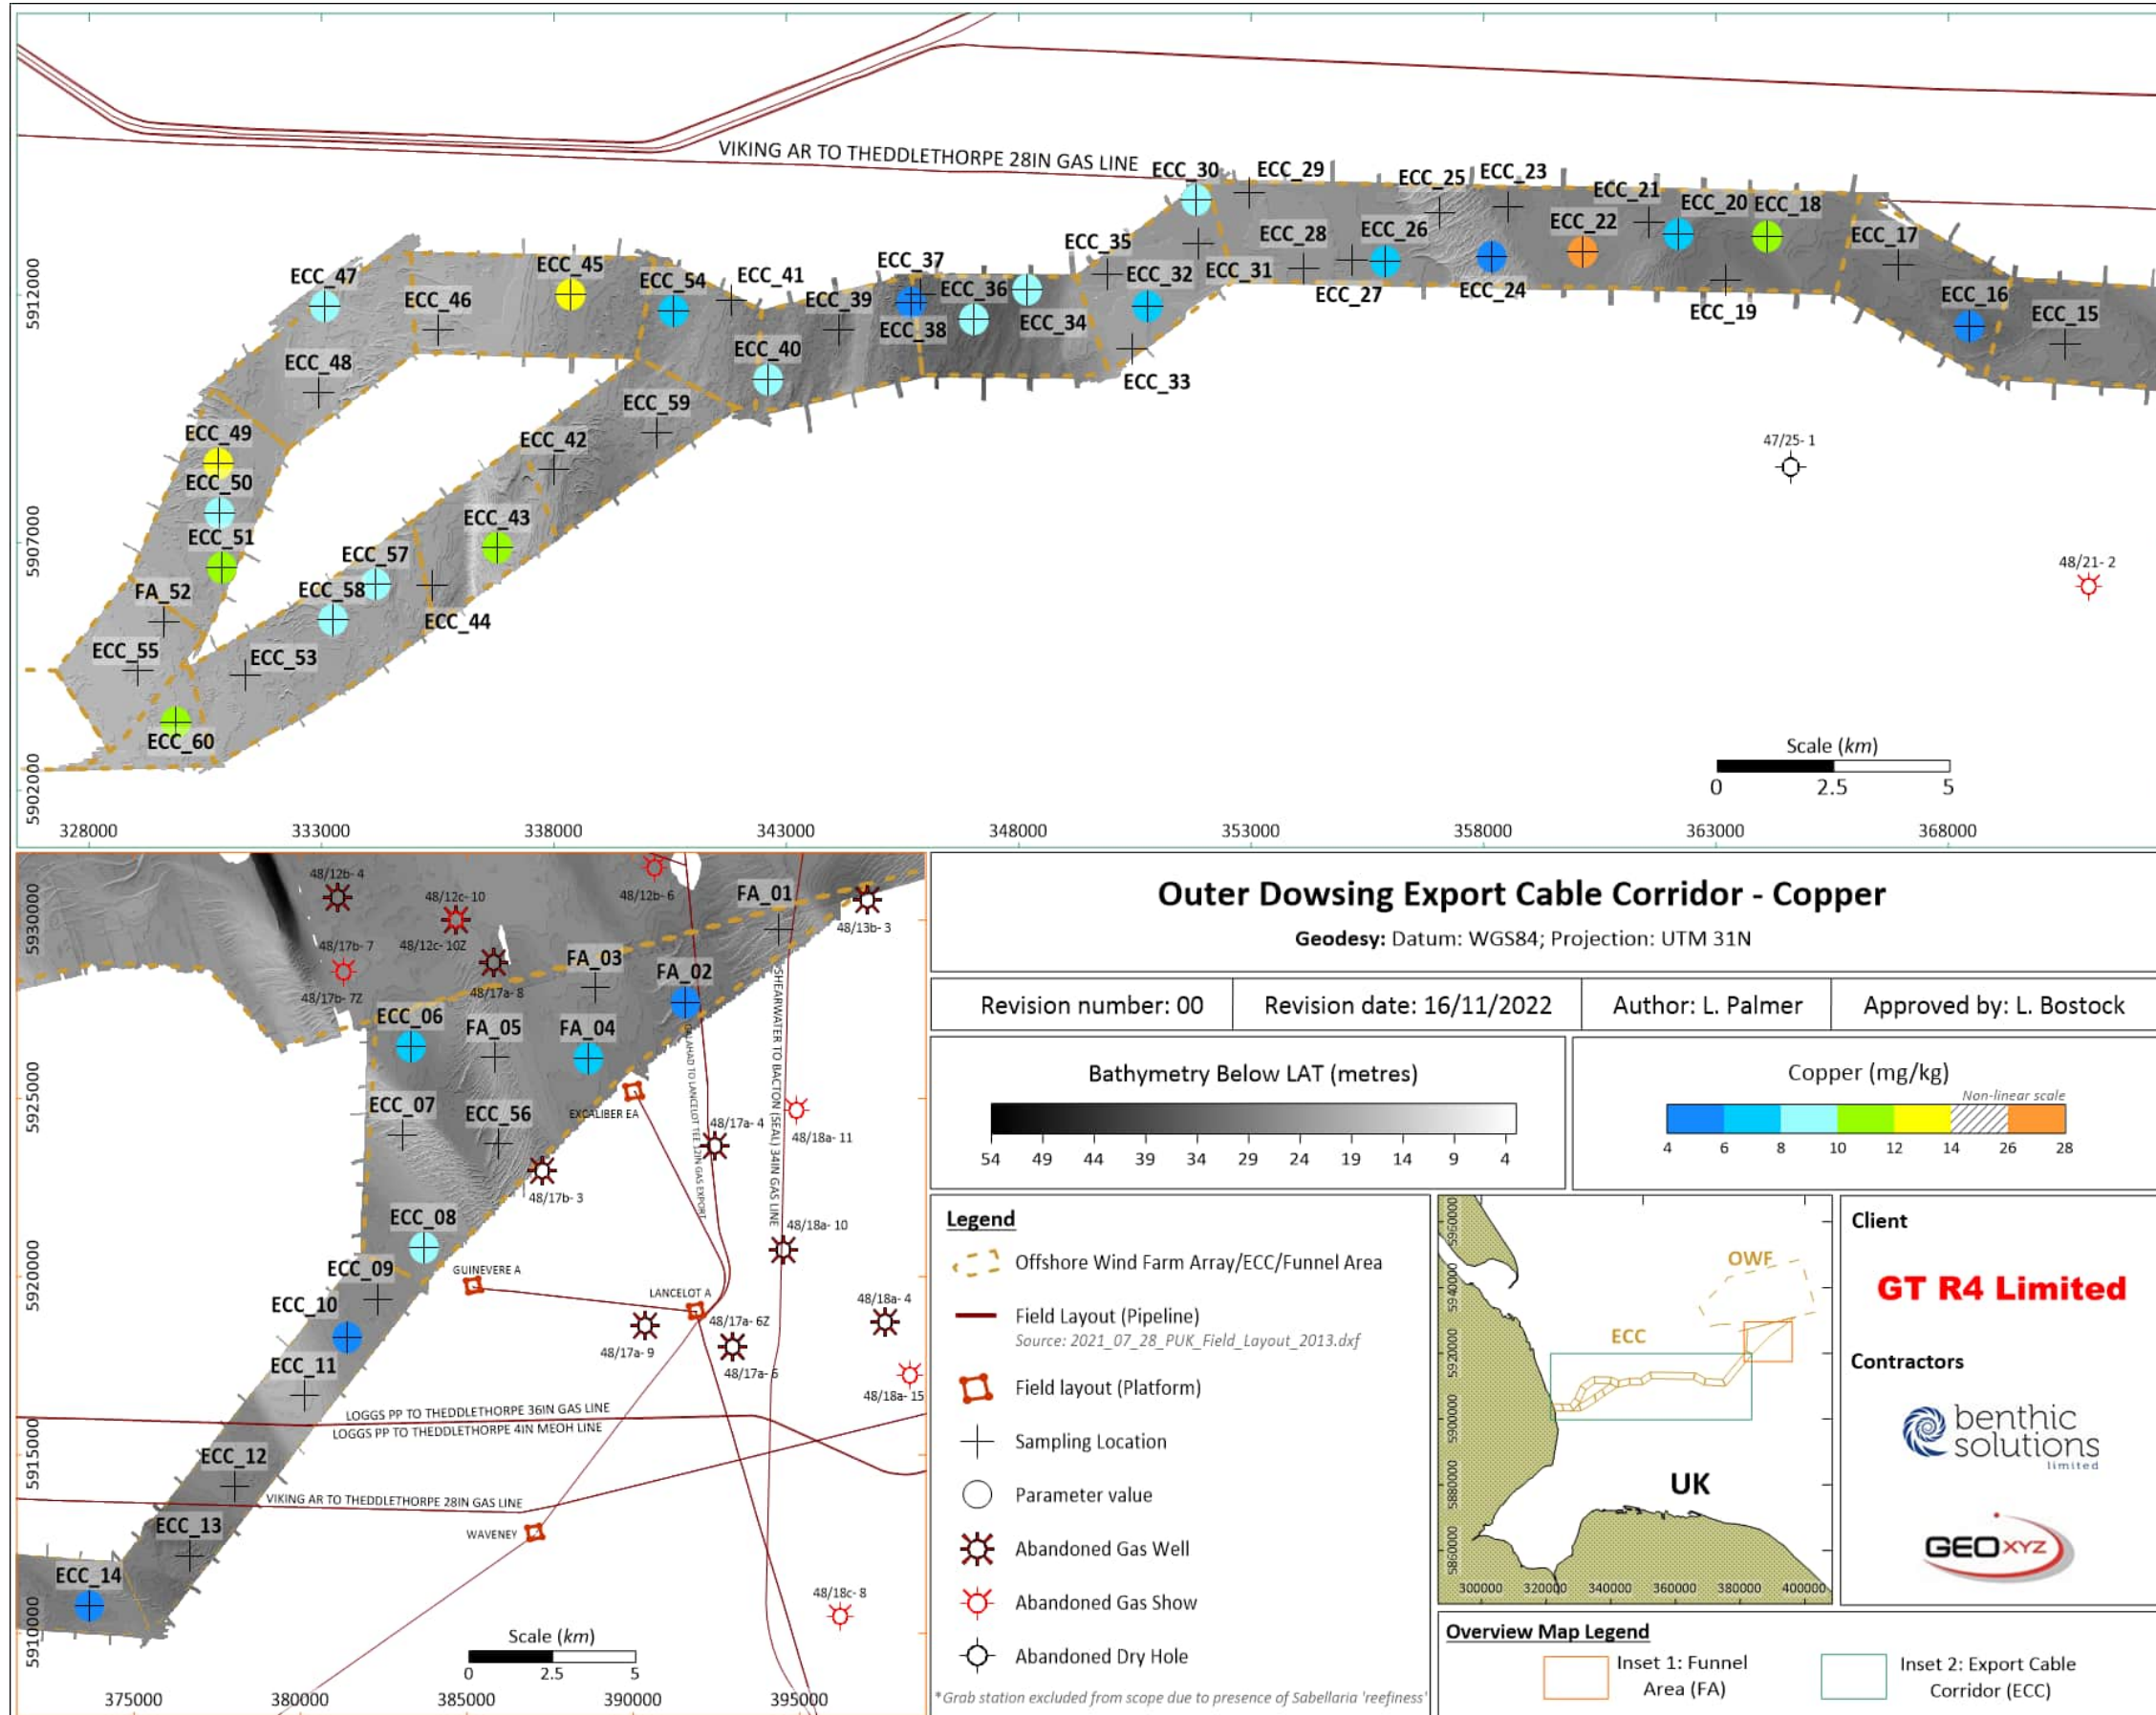 VIKING AR TO THEDDLETHORPE 28IN GAS LINE
ECC_30
ECC_29
ECC_25
ECC_23
ECC_21
ECC_20
ECC_18
ECC_22
ECC_17
ECC_28
ECC_26
ECC_35
ECC_37
ECC_41
ECC_54
ECC_45
ECC_47
ECC_46
ECC_39
ECC_36
ECC_32
ECC_31
ECC_27
ECC_24
ECC_19
ECC_16
ECC_15
ECC_38
ECC_34
ECC_40
ECC_48
ECC_33
ECC_59
ECC_49
ECC_42
ECC_50
ECC_43
ECC_51
ECC_57
FA_52
ECC_58
ECC_44
ECC_55
ECC_53
ECC_60
47/25- 1
48/21- 2
5912000
5907000
5902000
Scale (km)
0 2.5 5
328000 333000 338000 343000 348000 353000 358000 363000 368000
48/12b- 4
48/12c- 10
48/12b- 6
FA_01
48/13b- 3
48/17b- 7
48/12c- 10Z
48/17b- 7Z
48/17a- 8
FA_03
FA_02
ECC_06
FA_05
FA_04
ECC_07
ECC_56
EXCALIBER EA
48/17a- 4
48/18a- 11
48/17b- 3
SHEARWATER TO BACTON (SEAL) 34IN GAS LINE
LAHAD TO LANCELOT TEE 12IN GAS EXPORT
ECC_08
48/18a- 10
ECC_09
GUINEVERE A
LANCELOT A
ECC_10
48/17a- 6Z
48/18a- 4
48/17a- 9
48/17a- 6
48/18a- 15
ECC_11
LOGGS PP TO THEDDLETHORPE 36IN GAS LINE
LOGGS PP TO THEDDLETHORPE 4IN MEOH LINE
ECC_12
VIKING AR TO THEDDLETHORPE 28IN GAS LINE
ECC_13
WAVENEY
ECC_14
48/18c- 8
5930000
5925000
5920000
5915000
5910000
Scale (km)
0 2.5 5
375000 380000 385000 390000 395000
Outer Dowsing Export Cable Corridor - Copper
Geodesy: Datum: WGS84; Projection: UTM 31N
Revision number: 00
Revision date: 16/11/2022
Author: L. Palmer
Approved by: L. Bostock
Bathymetry Below LAT (metres)
54 49 44 39 34 29 24 19 14 9 4
Copper (mg/kg)
Non-linear scale
4 6 8 10 12 14 26 28
Legend
Offshore Wind Farm Array/ECC/Funnel Area
Field Layout (Pipeline)
Source: 2021_07_28_PUK_Field_Layout_2013.dxf
Field layout (Platform)
Sampling Location
Parameter value
Abandoned Gas Well
Abandoned Gas Show
Abandoned Dry Hole
*Grab station excluded from scope due to presence of Sabellaria 'reefiness'
OWF
ECC
UK
5960000
5940000
5920000
5900000
5880000
5860000
300000 320000 340000 360000 380000 400000
Overview Map Legend
Inset 1: Funnel
Area (FA)
Inset 2: Export Cable
Corridor (ECC)
Client
GT R4 Limited
Contractors
benthic
solutions
limited
GEOXYZ